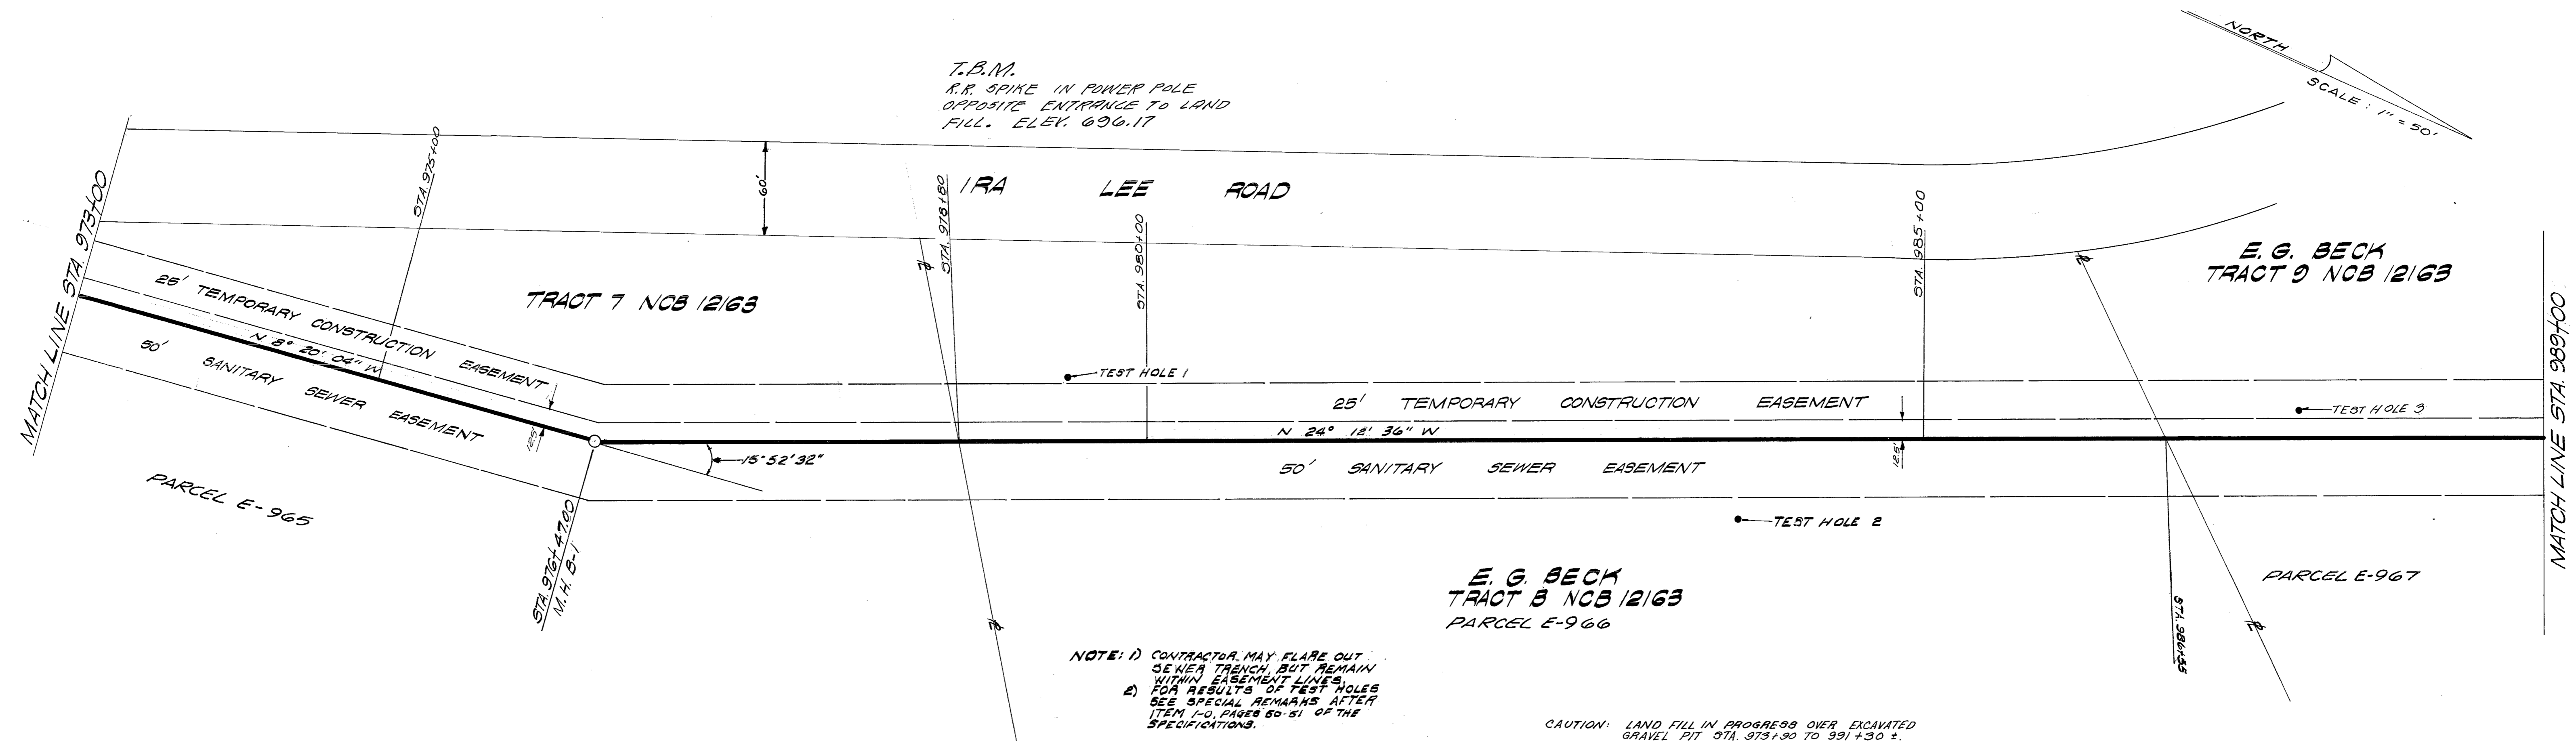 NORTH
SCALE: 1" = 50'
T.B.M.
R.R. SPIKE IN POWER POLE
OPPOSITE ENTRANCE TO LAND
FILL. ELEV. 696.17
MATCH LINE STA. 973+00
STA. 975+00
60'
STA. 978+80
IRA LEE ROAD
STA. 980+00
STA. 985+00
E. G. BECK
TRACT 9 NCB 12163
MATCH LINE STA. 989+00
TRACT 7 NCB 12163
25' TEMPORARY CONSTRUCTION EASEMENT
N 8° 20' 04" W
50' SANITARY SEWER EASEMENT
12.5'
TEST HOLE 1
25' TEMPORARY CONSTRUCTION EASEMENT
TEST HOLE 3
N 24° 12' 36" W
12.5'
15°52'32"
50' SANITARY SEWER EASEMENT
PARCEL E-965
STA. 976+47.00
M.H. B-1
TEST HOLE 2
E. G. BECK
TRACT 8 NCB 12163
PARCEL E-966
PARCEL E-967
STA. 986+55
NOTE: 1) CONTRACTOR MAY FLARE OUT
SEWER TRENCH, BUT REMAIN
WITHIN EASEMENT LINES.
2) FOR RESULTS OF TEST HOLES
SEE SPECIAL REMARKS AFTER
ITEM 1-0, PAGES 50-51 OF THE
SPECIFICATIONS.
CAUTION: LAND FILL IN PROGRESS OVER EXCAVATED
GRAVEL PIT STA. 973+90 TO 991+30 ±.